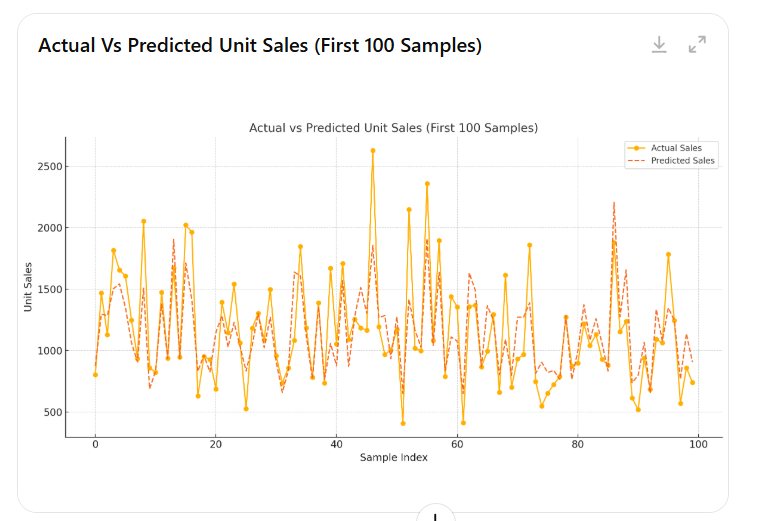 Actual Vs Predicted Unit Sales (First 100 Samples)
Actual vs Predicted Unit Sales (First 100 Samples)
Actual Sales
Predicted Sales
2500
2000
1500
1000
500
Unit Sales
0 20 40 60 80 100
Sample Index